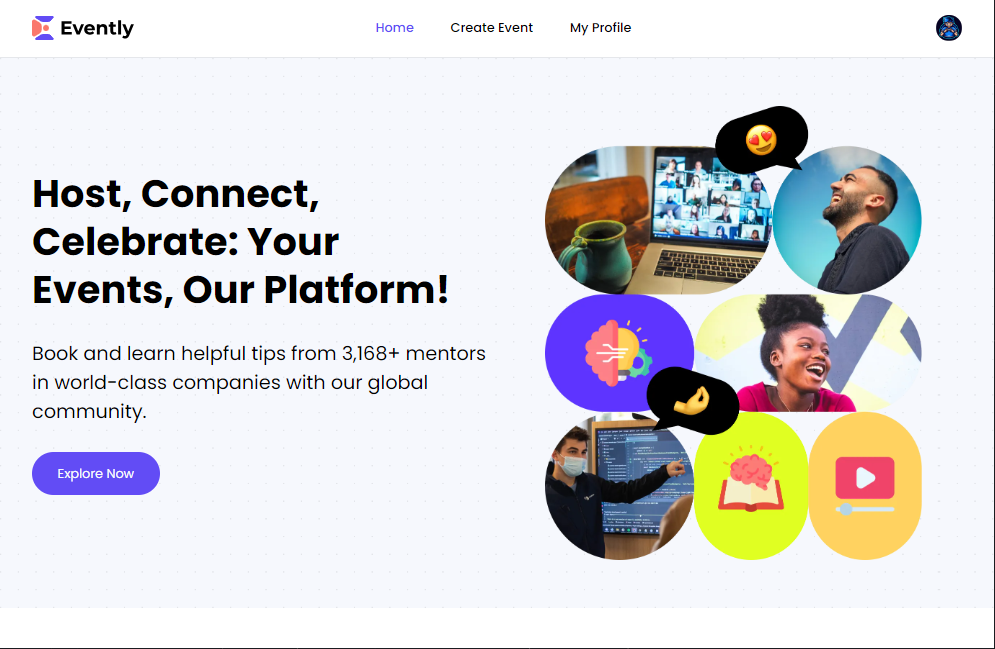 Evently
Home
Create Event
My Profile
Host, Connect,
Celebrate: Your
Events, Our Platform!
Book and learn helpful tips from 3,168+ mentors
in world-class companies with our global
community.
Explore Now